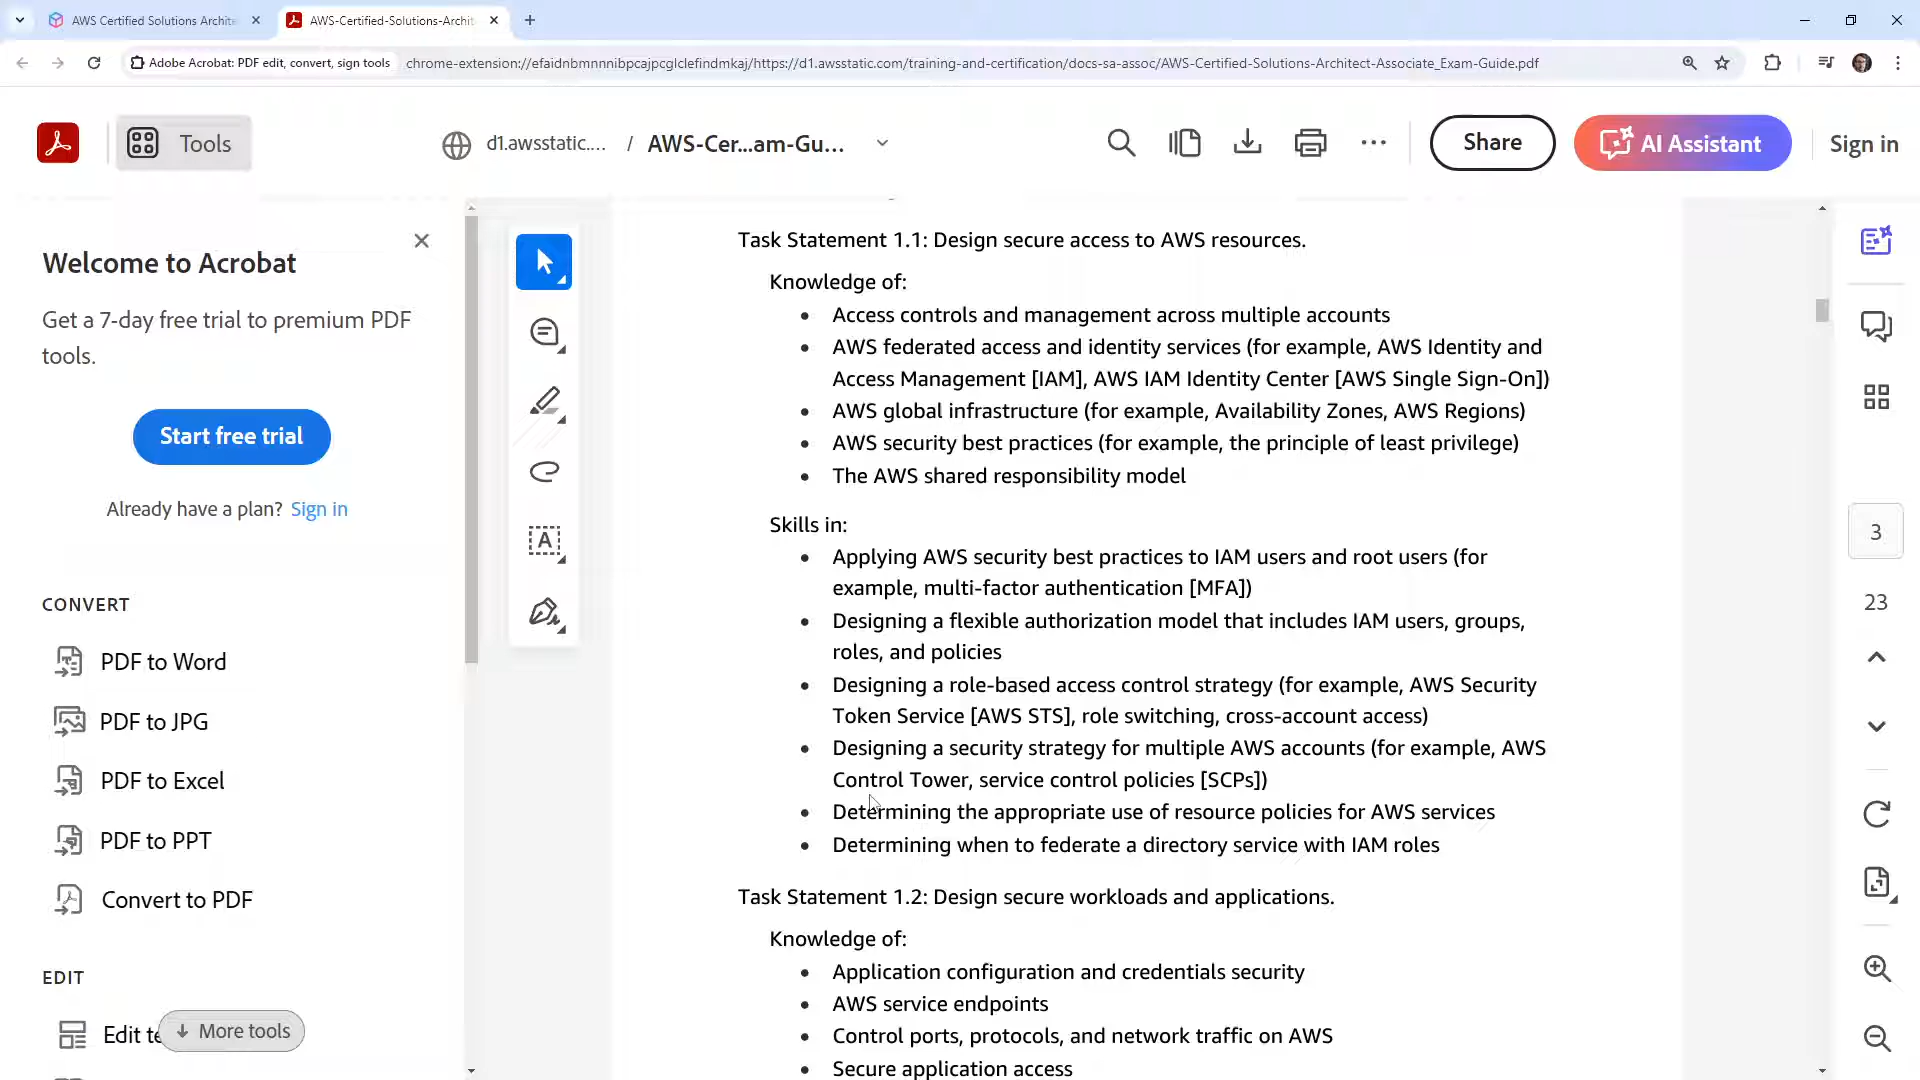 AWS Certified Solutions Archite
AWS-Certified-Solutions-Archit
Adobe Acrobat: PDF edit, convert, sign tools
chrome-extension://efaidnbmnnnibpcajpcglclefindmkaj/https://d1.awsstatic.com/training-and-certification/docs-sa-assoc/AWS-Certified-Solutions-Architect-Associate_Exam-Guide.pdf
Tools
d1.awsstatic.... / AWS-Cer...am-Gu...
Share
AI Assistant
Sign in
Welcome to Acrobat
Get a 7-day free trial to premium PDF
tools.
Start free trial
Already have a plan? Sign in
CONVERT
PDF to Word
PDF to JPG
PDF to Excel
PDF to PPT
Convert to PDF
EDIT
Edit te
More tools
A
Task Statement 1.1: Design secure access to AWS resources.
Knowledge of:
• Access controls and management across multiple accounts
• AWS federated access and identity services (for example, AWS Identity and
Access Management [IAM], AWS IAM Identity Center [AWS Single Sign-On])
• AWS global infrastructure (for example, Availability Zones, AWS Regions)
• AWS security best practices (for example, the principle of least privilege)
• The AWS shared responsibility model
Skills in:
• Applying AWS security best practices to IAM users and root users (for
example, multi-factor authentication [MFA])
• Designing a flexible authorization model that includes IAM users, groups,
roles, and policies
• Designing a role-based access control strategy (for example, AWS Security
Token Service [AWS STS], role switching, cross-account access)
• Designing a security strategy for multiple AWS accounts (for example, AWS
Control Tower, service control policies [SCPs])
• Determining the appropriate use of resource policies for AWS services
• Determining when to federate a directory service with IAM roles
Task Statement 1.2: Design secure workloads and applications.
Knowledge of:
• Application configuration and credentials security
• AWS service endpoints
• Control ports, protocols, and network traffic on AWS
• Secure application access
3
23